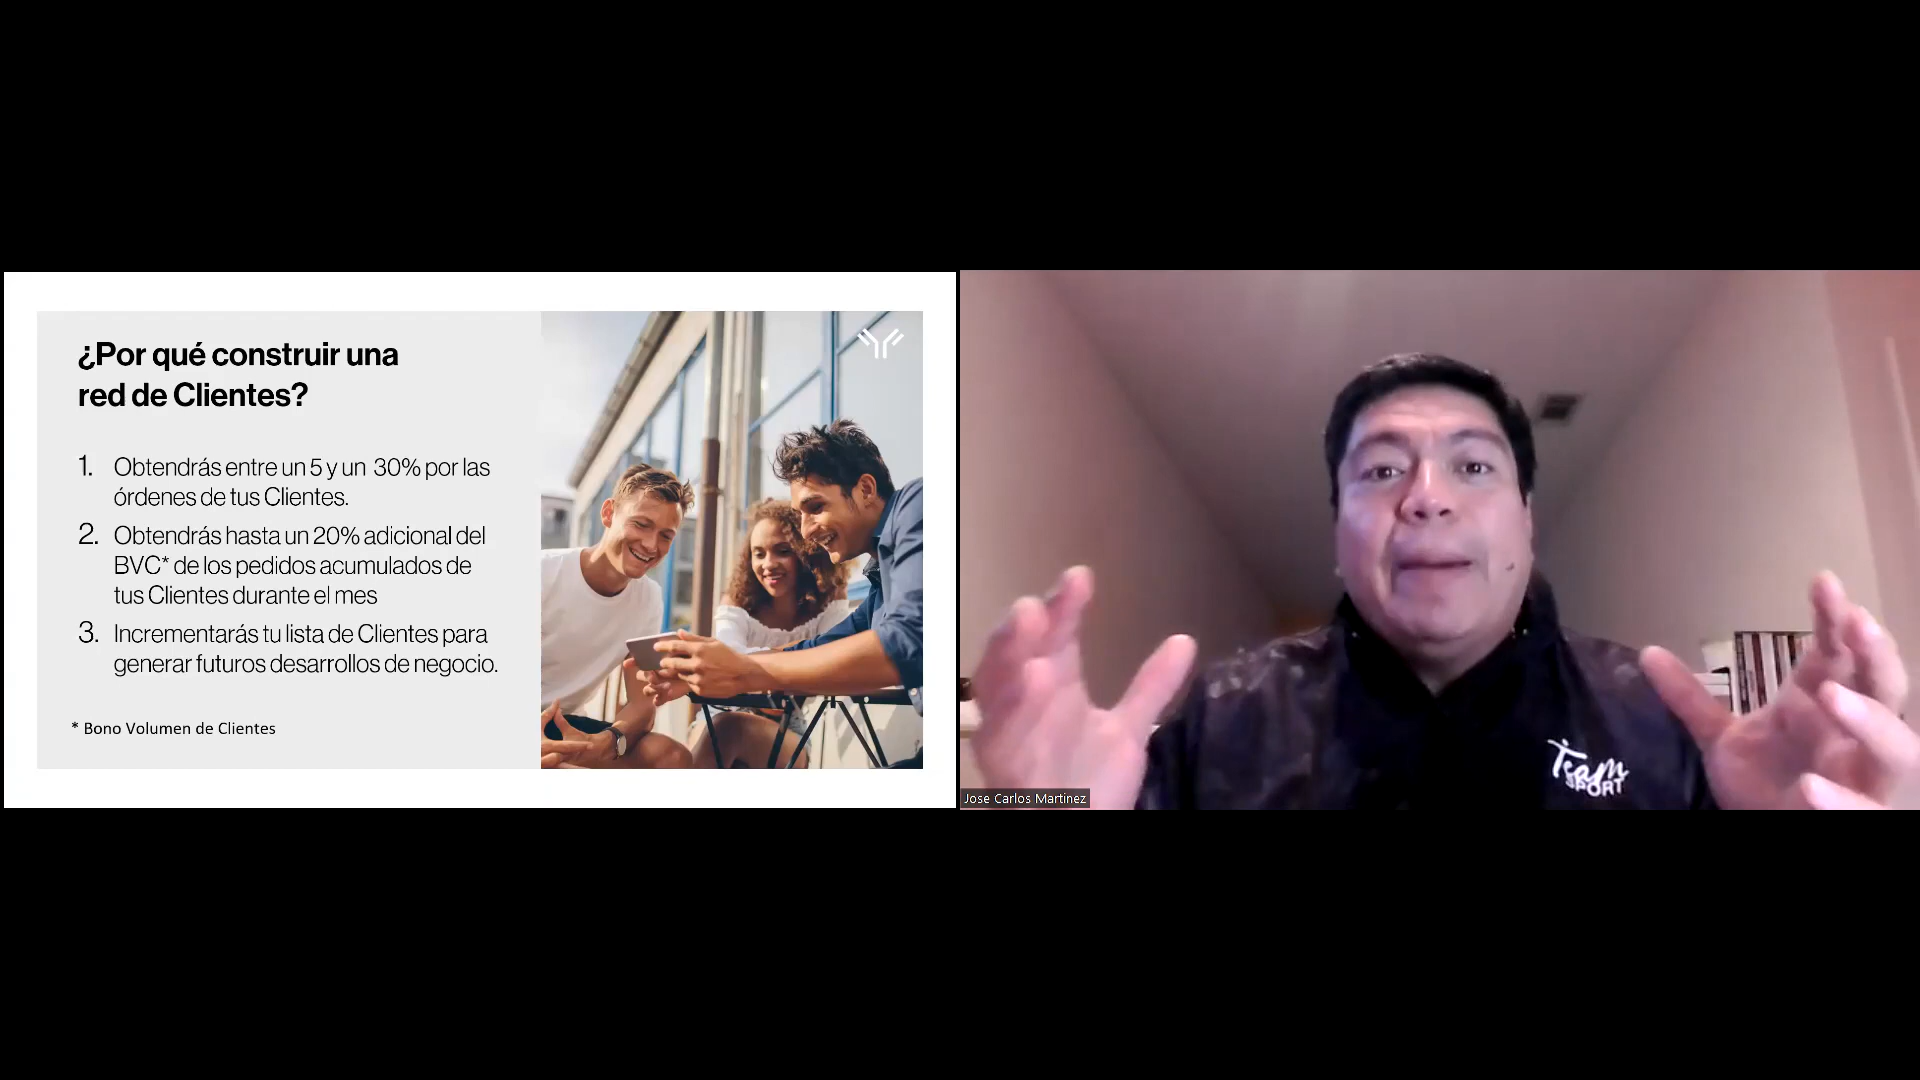 ¿Por qué construir una
red de Clientes?
1. Obtendrás entre un 5 y un 30% por las
órdenes de tus Clientes.
2. Obtendrás hasta un 20% adicional del
BVC* de los pedidos acumulados de
tus Clientes durante el mes
3. Incrementarás tu lista de Clientes para
generar futuros desarrollos de negocio.
* Bono Volumen de Clientes
Team
SPORT
Jose Carlos Martinez